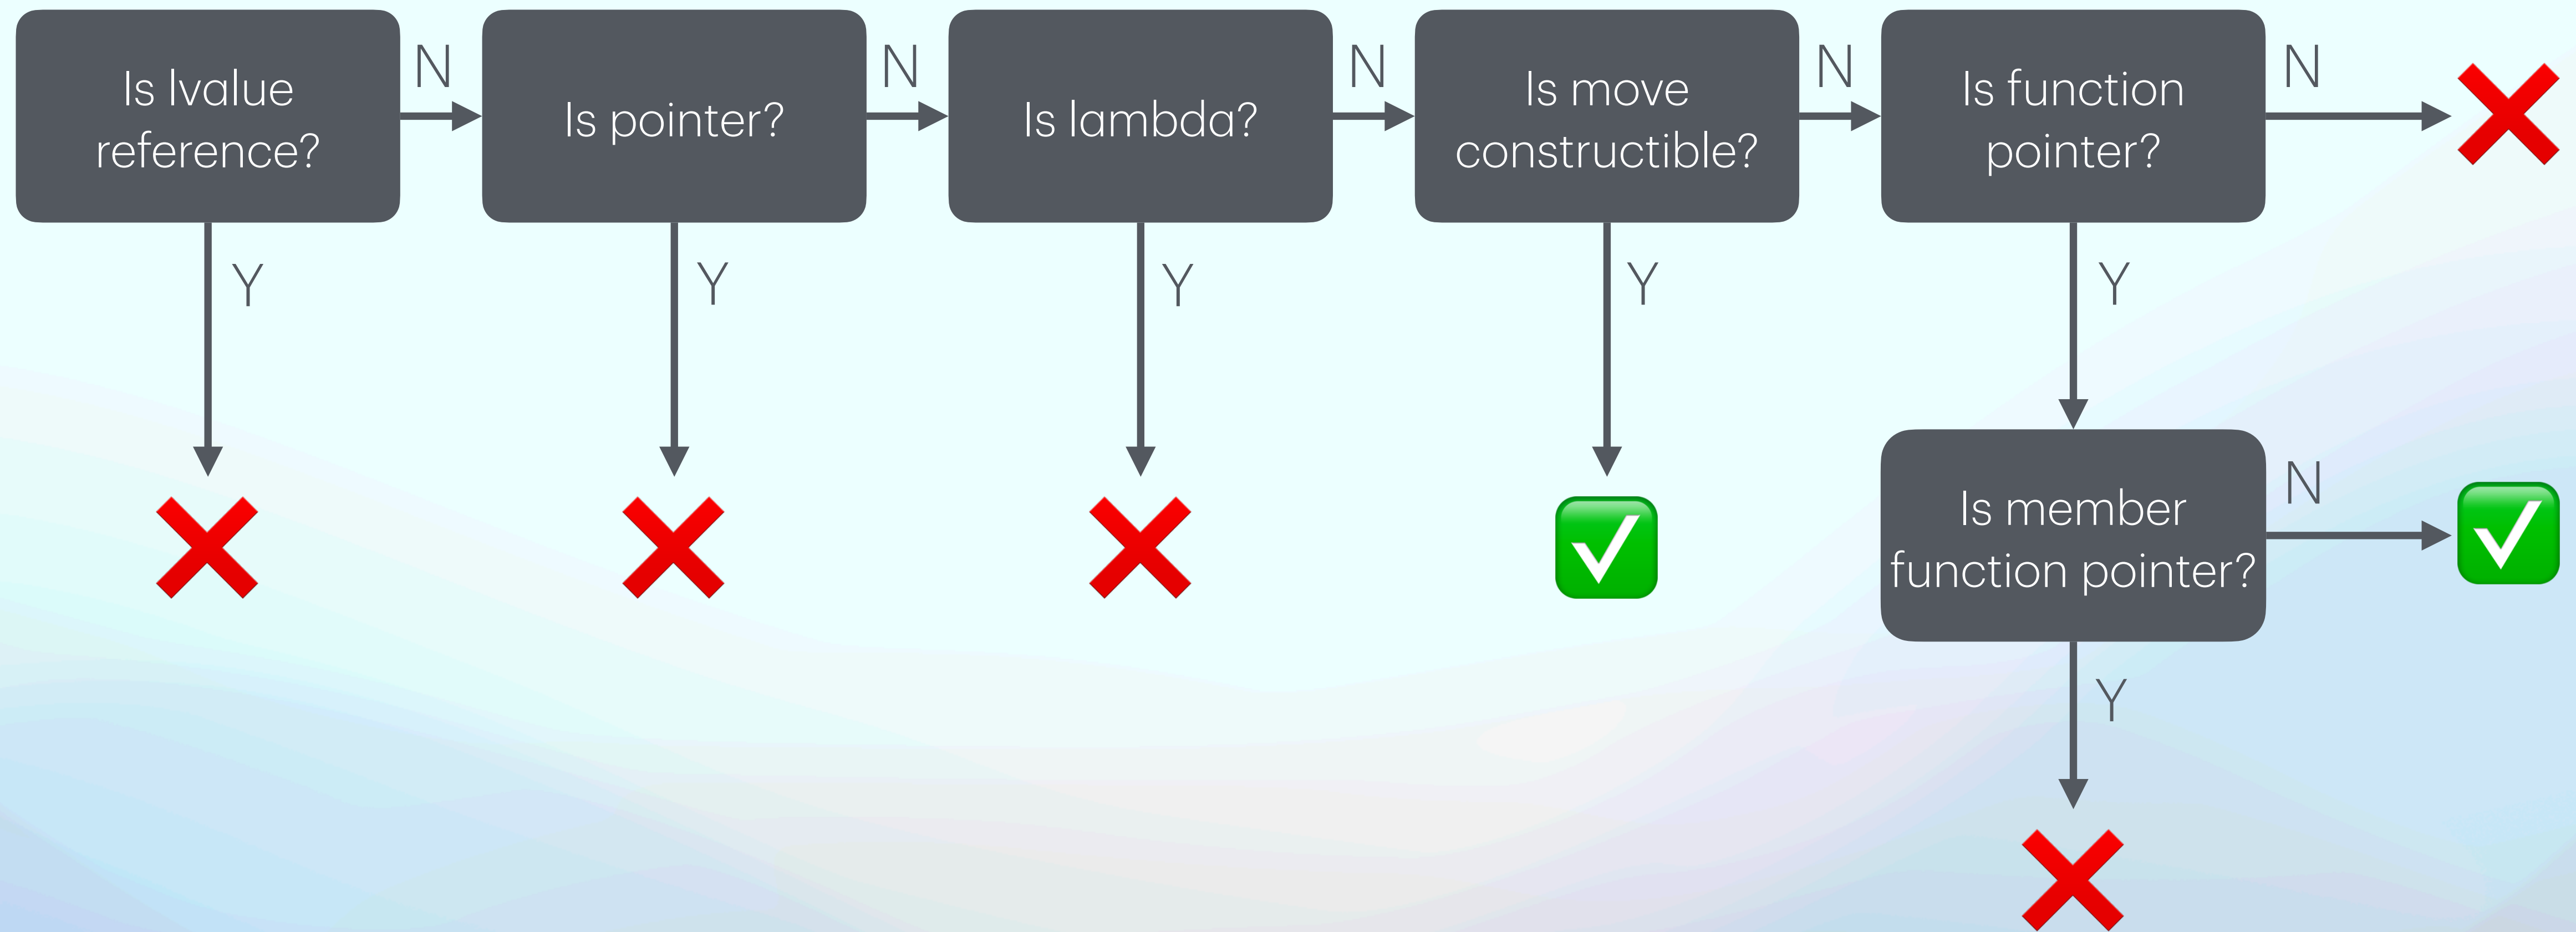 Is lvalue
reference?
N
Is pointer?
N
Is lambda?
N
Is move
constructible?
N
Is function
pointer?
N
Y
Y
Y
Y
Y
Is member
function pointer?
N
Y